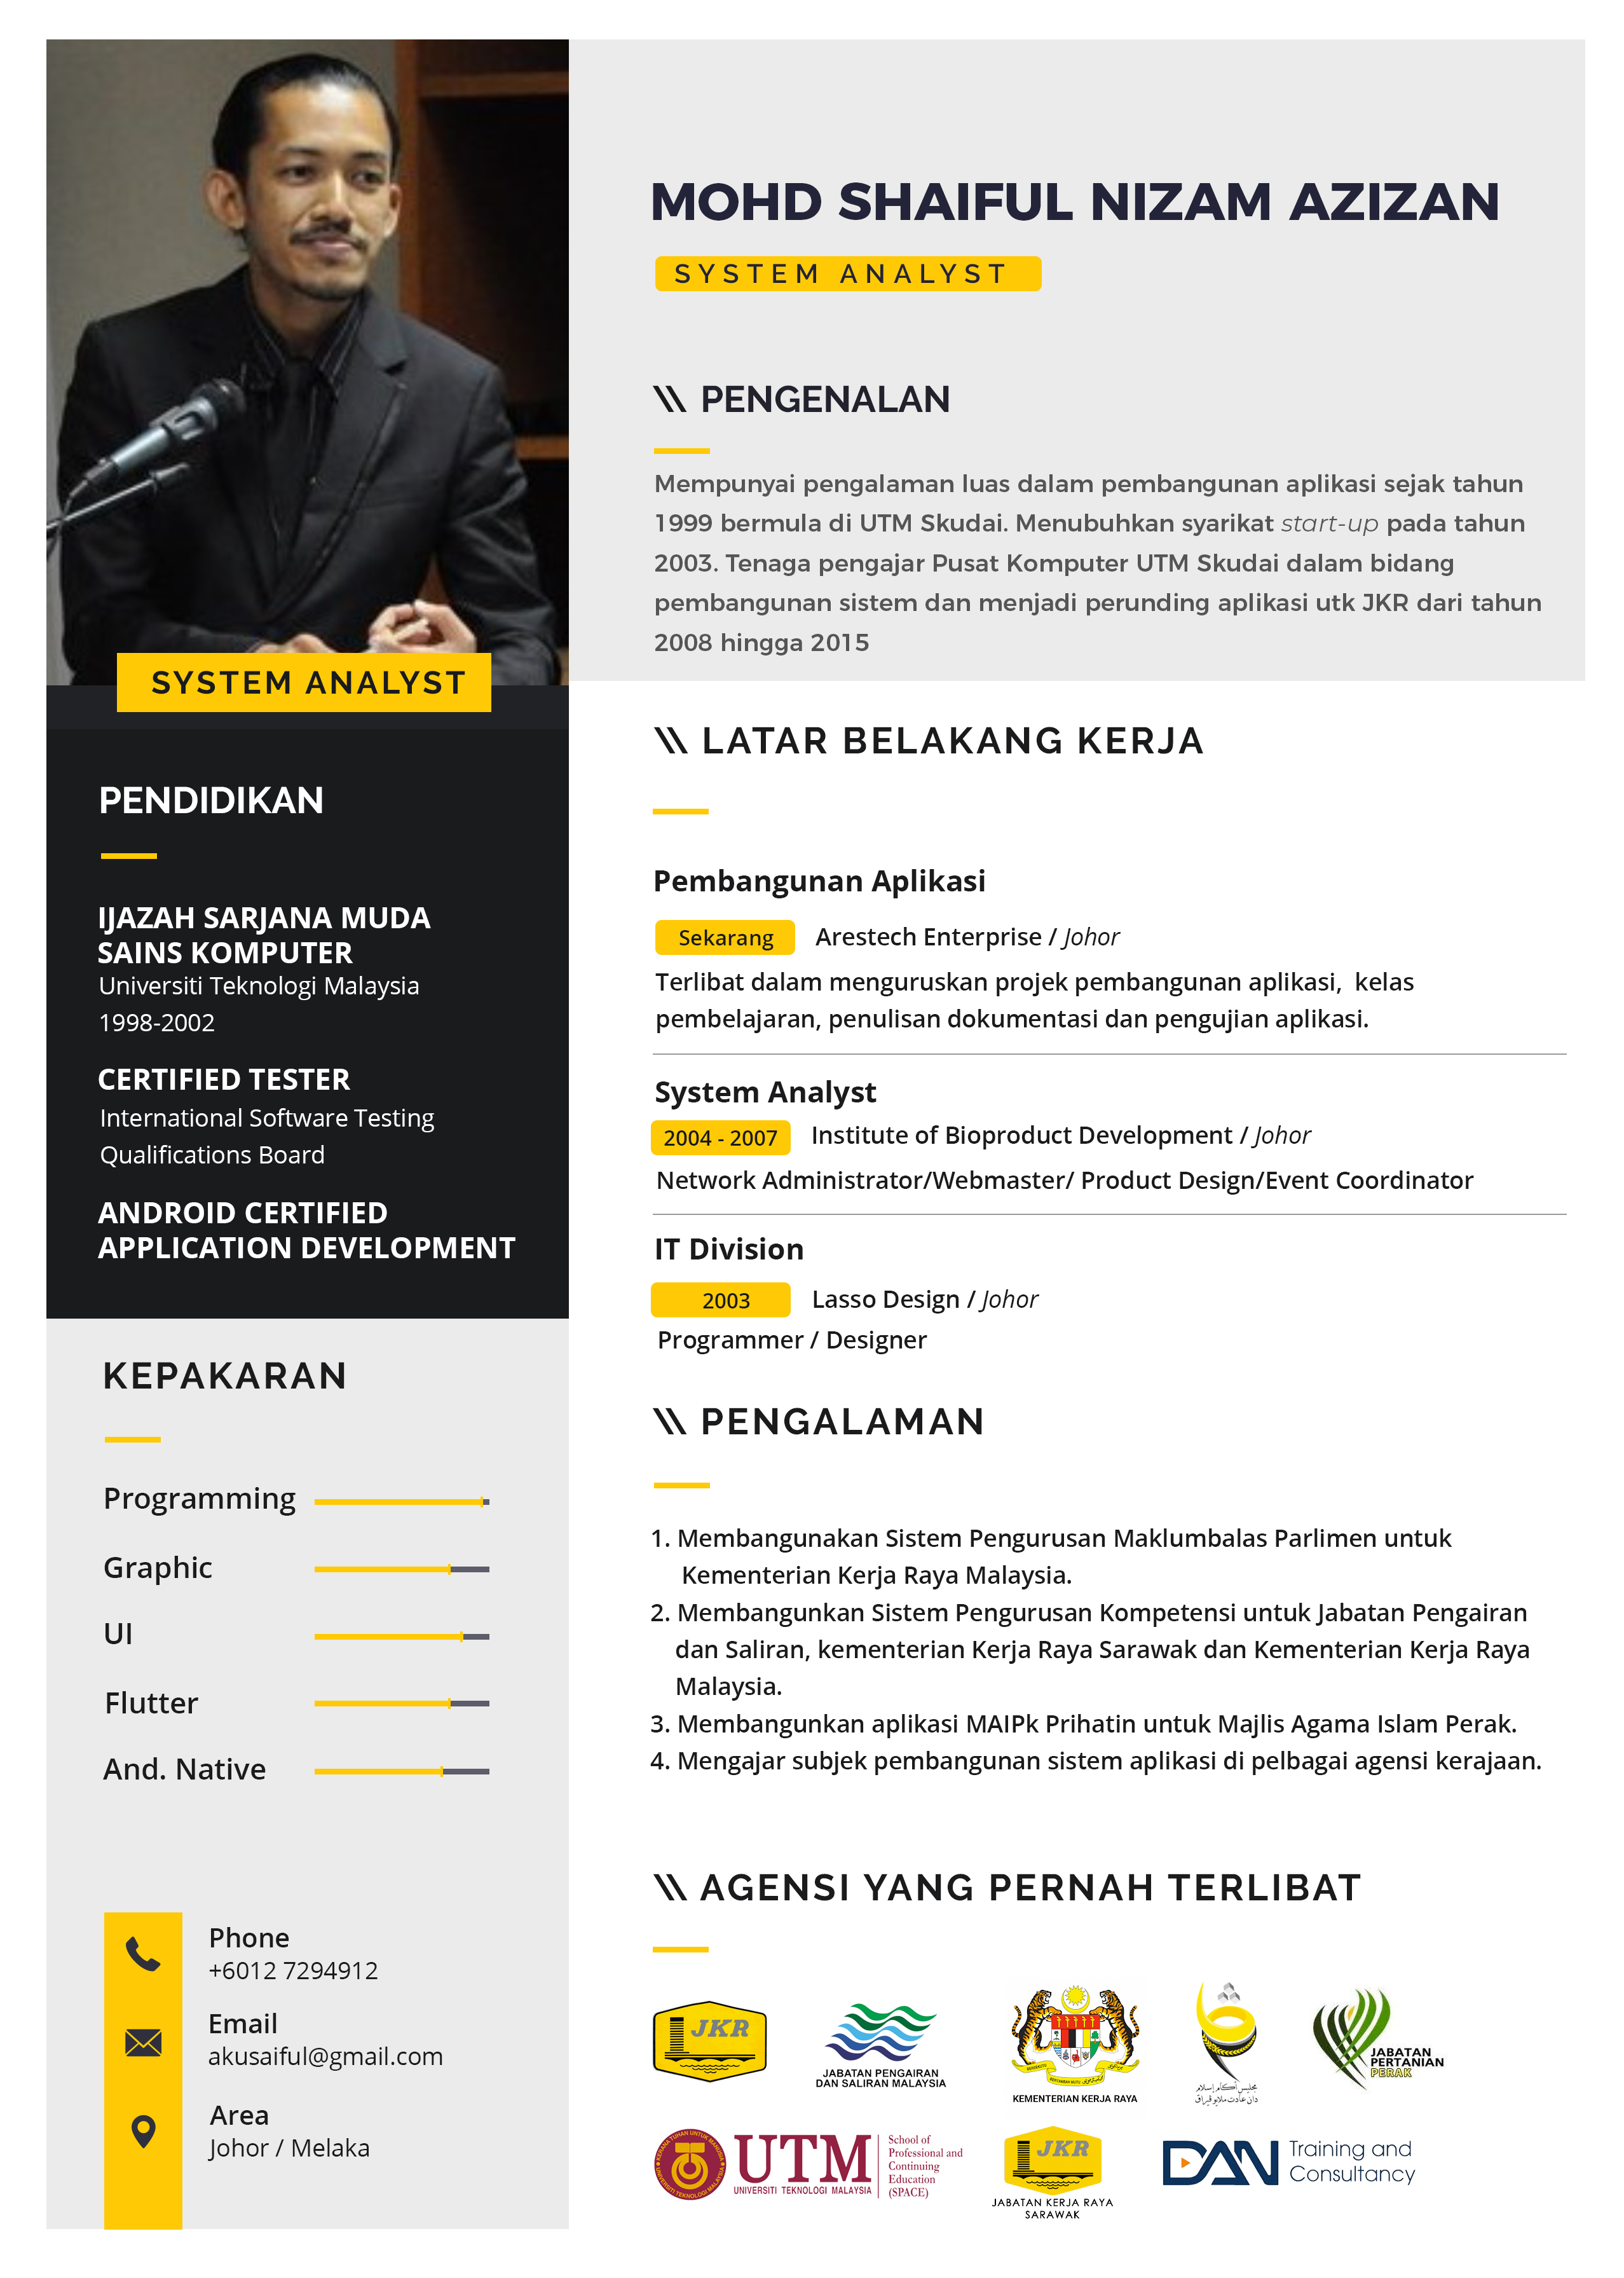 MOHD SHAIFUL NIZAM AZIZAN
SYSTEM ANALYST
\\ PENGENALAN
Mempunyai pengalaman luas dalam pembangunan aplikasi sejak tahun
1999 bermula di UTM Skudai. Menubuhkan syarikat start-up pada tahun
2003. Tenaga pengajar Pusat Komputer UTM Skudai dalam bidang
pembangunan sistem dan menjadi perunding aplikasi utk JKR dari tahun
2008 hingga 2015
SYSTEM ANALYST
PENDIDIKAN
IJAZAH SARJANA MUDA
SAINS KOMPUTER
Universiti Teknologi Malaysia
1998-2002
CERTIFIED TESTER
International Software Testing
Qualifications Board
ANDROID CERTIFIED
APPLICATION DEVELOPMENT
KEPAKARAN
Programming
Graphic
UI
Flutter
And. Native
Phone
+6012 7294912
Email
akusaiful@gmail.com
Area
Johor / Melaka
\\ LATAR BELAKANG KERJA
Pembangunan Aplikasi
Sekarang Arestech Enterprise / Johor
Terlibat dalam menguruskan projek pembangunan aplikasi, kelas
pembelajaran, penulisan dokumentasi dan pengujian aplikasi.
System Analyst
2004 - 2007 Institute of Bioproduct Development / Johor
Network Administrator/Webmaster/ Product Design/Event Coordinator
IT Division
2003 Lasso Design / Johor
Programmer / Designer
\\ PENGALAMAN
1. Membangunakan Sistem Pengurusan Maklumbalas Parlimen untuk
Kementerian Kerja Raya Malaysia.
2. Membangunkan Sistem Pengurusan Kompetensi untuk Jabatan Pengairan
dan Saliran, kementerian Kerja Raya Sarawak dan Kementerian Kerja Raya
Malaysia.
3. Membangunkan aplikasi MAIPk Prihatin untuk Majlis Agama Islam Perak.
4. Mengajar subjek pembangunan sistem aplikasi di pelbagai agensi kerajaan.
\\ AGENSI YANG PERNAH TERLIBAT
JKR
JABATAN PENGAIRAN
DAN SALIRAN MALAYSIA
KEMENTERIAN KERJA RAYA
مجليس اݢام إسلام
دان عادت ملايو ڤيراق
JABATAN
PERTANIAN
PERAK
UTM
UNIVERSITI TEKNOLOGI MALAYSIA
School of
Professional and
Continuing
Education
(SPACE)
JKR
JABATAN KERJA RAYA
SARAWAK
DAN
Training and
Consultancy